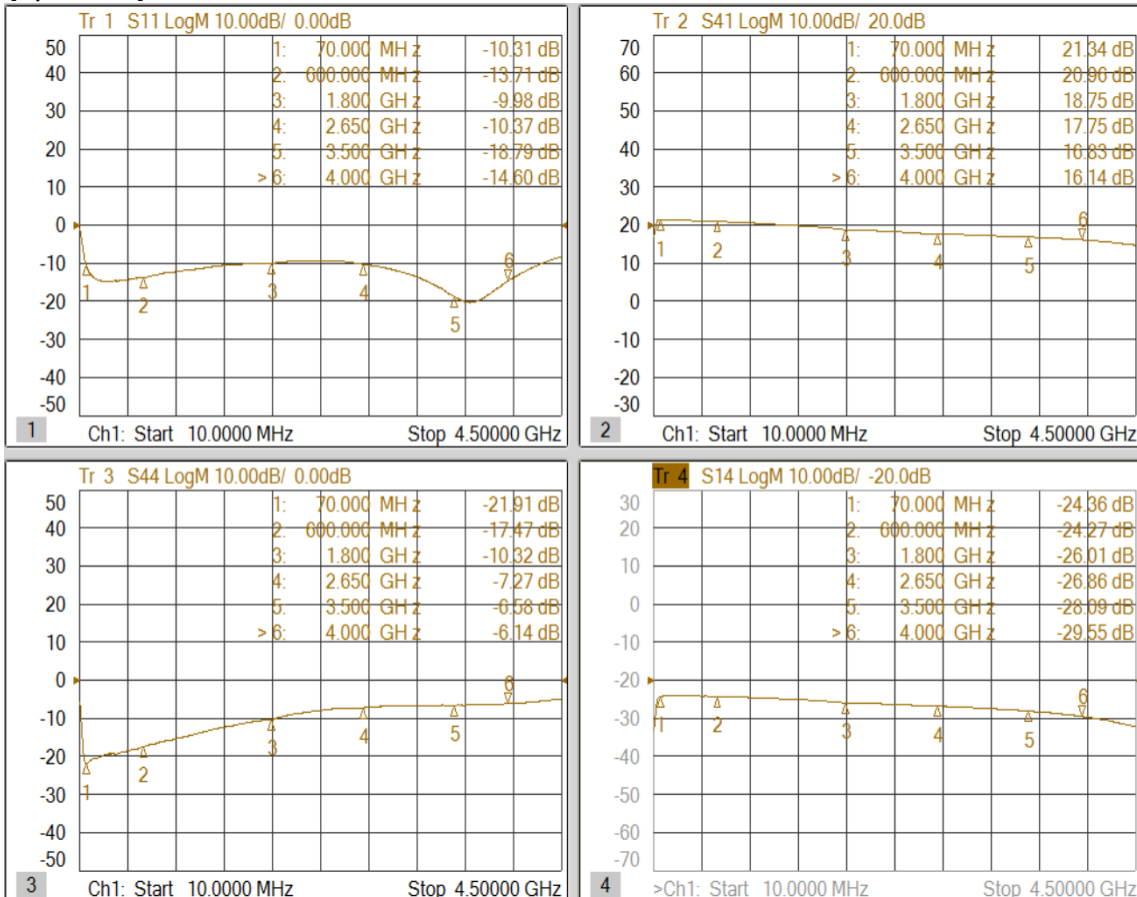 Tr 1 S11 LogM 10.00dB/ 0.00dB
50
40
30
20
10
0
-10
-20
-30
-40
-50
1: 70.000 MHz -10.31 dB
2: 600.000 MHz -13.71 dB
3: 1.800 GHz -9.98 dB
4: 2.650 GHz -10.37 dB
5: 3.500 GHz -18.79 dB
>6: 4.000 GHz -14.60 dB
1
2
3
4
5
6
1 Ch1: Start 10.0000 MHz Stop 4.50000 GHz
Tr 2 S41 LogM 10.00dB/ 20.0dB
70
60
50
40
30
20
10
0
-10
-20
-30
1: 70.000 MHz 21.34 dB
2: 600.000 MHz 20.96 dB
3: 1.800 GHz 18.75 dB
4: 2.650 GHz 17.75 dB
5: 3.500 GHz 16.83 dB
>6: 4.000 GHz 16.14 dB
1
2
3
4
5
6
2 Ch1: Start 10.0000 MHz Stop 4.50000 GHz
Tr 3 S44 LogM 10.00dB/ 0.00dB
50
40
30
20
10
0
-10
-20
-30
-40
-50
1: 70.000 MHz -21.91 dB
2: 600.000 MHz -17.47 dB
3: 1.800 GHz -10.32 dB
4: 2.650 GHz -7.27 dB
5: 3.500 GHz -6.58 dB
>6: 4.000 GHz -6.14 dB
1
2
3
4
5
6
3 Ch1: Start 10.0000 MHz Stop 4.50000 GHz
Tr 4 S14 LogM 10.00dB/ -20.0dB
30
20
10
0
-10
-20
-30
-40
-50
-60
-70
1: 70.000 MHz -24.36 dB
2: 600.000 MHz -24.27 dB
3: 1.800 GHz -26.01 dB
4: 2.650 GHz -26.86 dB
5: 3.500 GHz -28.09 dB
>6: 4.000 GHz -29.55 dB
1
2
3
4
5
6
4 >Ch1: Start 10.0000 MHz Stop 4.50000 GHz